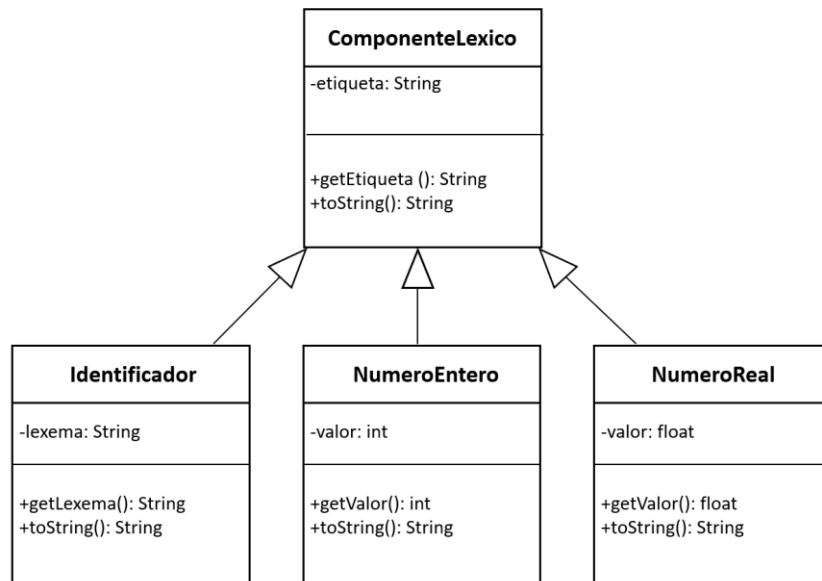 ComponenteLexico
-etiqueta: String
+getEtiqueta (): String
+toString(): String
Identificador
-lexema: String
+getLexema(): String
+toString(): String
NumeroEntero
-valor: int
+getValor(): int
+toString(): String
NumeroReal
-valor: float
+getValor(): float
+toString(): String